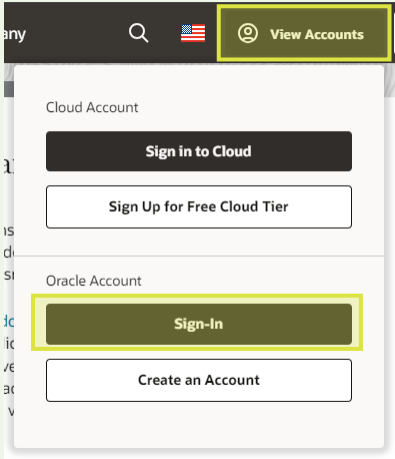 any
View Accounts
Cloud Account
Sign in to Cloud
Sign Up for Free Cloud Tier
Oracle Account
Sign-In
Create an Account